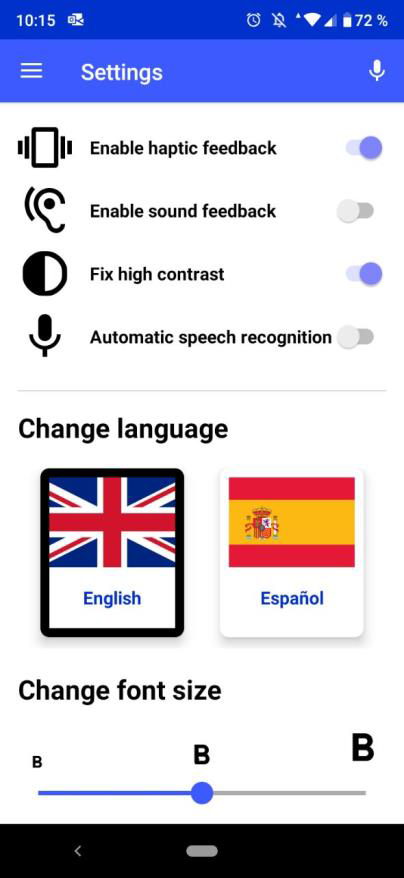 10:15 72 %
Settings
Enable haptic feedback
Enable sound feedback
Fix high contrast
Automatic speech recognition
Change language
English Español
Change font size
B B B